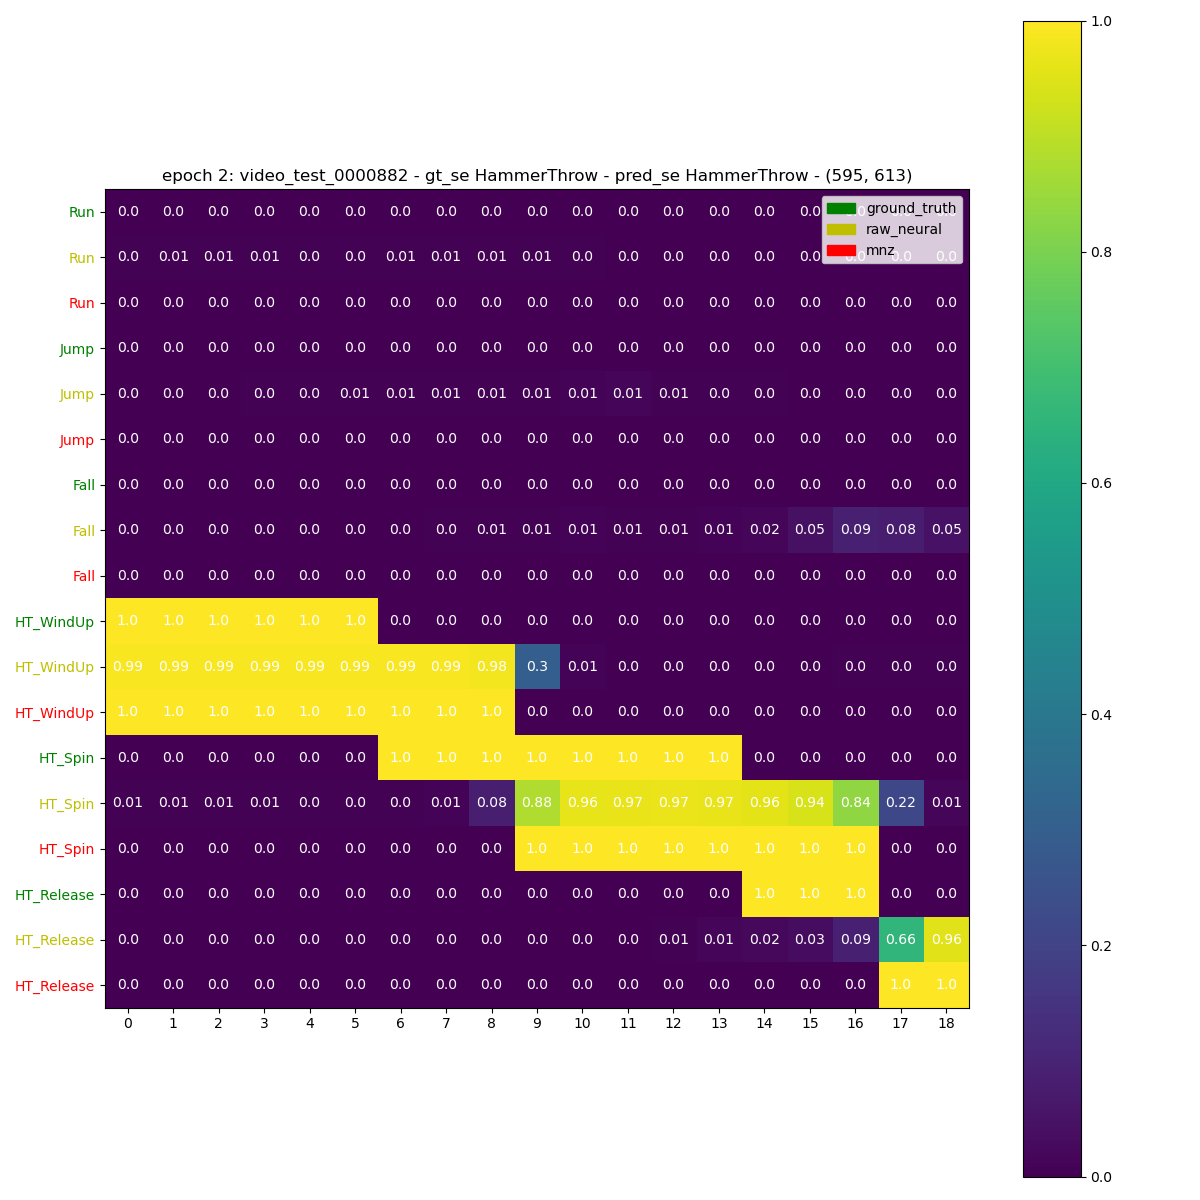 epoch 2: video_test_0000882 - gt_se HammerThrow - pred_se HammerThrow - (595, 613)
ground_truth
raw_neural
mnz
Run 0.0 0.0 0.0 0.0 0.0 0.0 0.0 0.0 0.0 0.0 0.0 0.0 0.0 0.0 0.0 0.0 0.0 0.0 0.0
Run 0.0 0.01 0.01 0.01 0.0 0.0 0.01 0.01 0.01 0.01 0.0 0.0 0.0 0.0 0.0 0.0 0.0 0.0 0.0
Run 0.0 0.0 0.0 0.0 0.0 0.0 0.0 0.0 0.0 0.0 0.0 0.0 0.0 0.0 0.0 0.0 0.0 0.0 0.0
Jump 0.0 0.0 0.0 0.0 0.0 0.0 0.0 0.0 0.0 0.0 0.0 0.0 0.0 0.0 0.0 0.0 0.0 0.0 0.0
Jump 0.0 0.0 0.0 0.0 0.0 0.01 0.01 0.01 0.01 0.01 0.01 0.01 0.01 0.0 0.0 0.0 0.0 0.0 0.0
Jump 0.0 0.0 0.0 0.0 0.0 0.0 0.0 0.0 0.0 0.0 0.0 0.0 0.0 0.0 0.0 0.0 0.0 0.0 0.0
Fall 0.0 0.0 0.0 0.0 0.0 0.0 0.0 0.0 0.0 0.0 0.0 0.0 0.0 0.0 0.0 0.0 0.0 0.0 0.0
Fall 0.0 0.0 0.0 0.0 0.0 0.0 0.0 0.0 0.01 0.01 0.01 0.01 0.01 0.01 0.02 0.05 0.09 0.08 0.05
Fall 0.0 0.0 0.0 0.0 0.0 0.0 0.0 0.0 0.0 0.0 0.0 0.0 0.0 0.0 0.0 0.0 0.0 0.0 0.0
HT_WindUp 1.0 1.0 1.0 1.0 1.0 1.0 0.0 0.0 0.0 0.0 0.0 0.0 0.0 0.0 0.0 0.0 0.0 0.0 0.0
HT_WindUp 0.99 0.99 0.99 0.99 0.99 0.99 0.99 0.99 0.98 0.3 0.01 0.0 0.0 0.0 0.0 0.0 0.0 0.0 0.0
HT_WindUp 1.0 1.0 1.0 1.0 1.0 1.0 1.0 1.0 1.0 0.0 0.0 0.0 0.0 0.0 0.0 0.0 0.0 0.0 0.0
HT_Spin 0.0 0.0 0.0 0.0 0.0 0.0 1.0 1.0 1.0 1.0 1.0 1.0 1.0 1.0 0.0 0.0 0.0 0.0 0.0
HT_Spin 0.01 0.01 0.01 0.01 0.0 0.0 0.0 0.01 0.08 0.88 0.96 0.97 0.97 0.97 0.96 0.94 0.84 0.22 0.01
HT_Spin 0.0 0.0 0.0 0.0 0.0 0.0 0.0 0.0 0.0 1.0 1.0 1.0 1.0 1.0 1.0 1.0 1.0 0.0 0.0
HT_Release 0.0 0.0 0.0 0.0 0.0 0.0 0.0 0.0 0.0 0.0 0.0 0.0 0.0 0.0 1.0 1.0 1.0 0.0 0.0
HT_Release 0.0 0.0 0.0 0.0 0.0 0.0 0.0 0.0 0.0 0.0 0.0 0.0 0.01 0.01 0.02 0.03 0.09 0.66 0.96
HT_Release 0.0 0.0 0.0 0.0 0.0 0.0 0.0 0.0 0.0 0.0 0.0 0.0 0.0 0.0 0.0 0.0 0.0 1.0 1.0
0 1 2 3 4 5 6 7 8 9 10 11 12 13 14 15 16 17 18
1.0
0.8
0.6
0.4
0.2
0.0